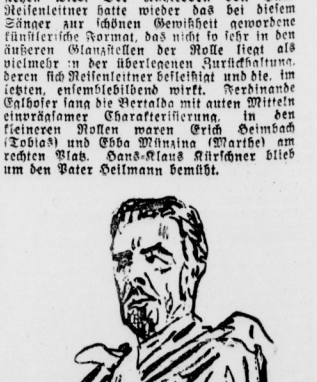 Reisenleitner hatte wieder das bei diesem
Sänger zur schönen Gewißheit gewordene
künstlerische Format, das nicht so sehr in den
äußeren Glanzstellen der Rolle liegt als
vielmehr in der überlegenen Zurückhaltung,
deren sich Reisenleitner befleißigt und die, im
letzten, ensemblebildend wirkt. Ferdinande
Eglhofer sang die Bertalda mit guten Mitteln
einprägsamer Charakterisierung, in den
kleineren Rollen waren Erich Heimbach
(Tobias) und Ebba Münzing (Marthe) am
rechten Platz. Hans-Klaus Kürschner blieb
um den Pater Heilmann bemüht.